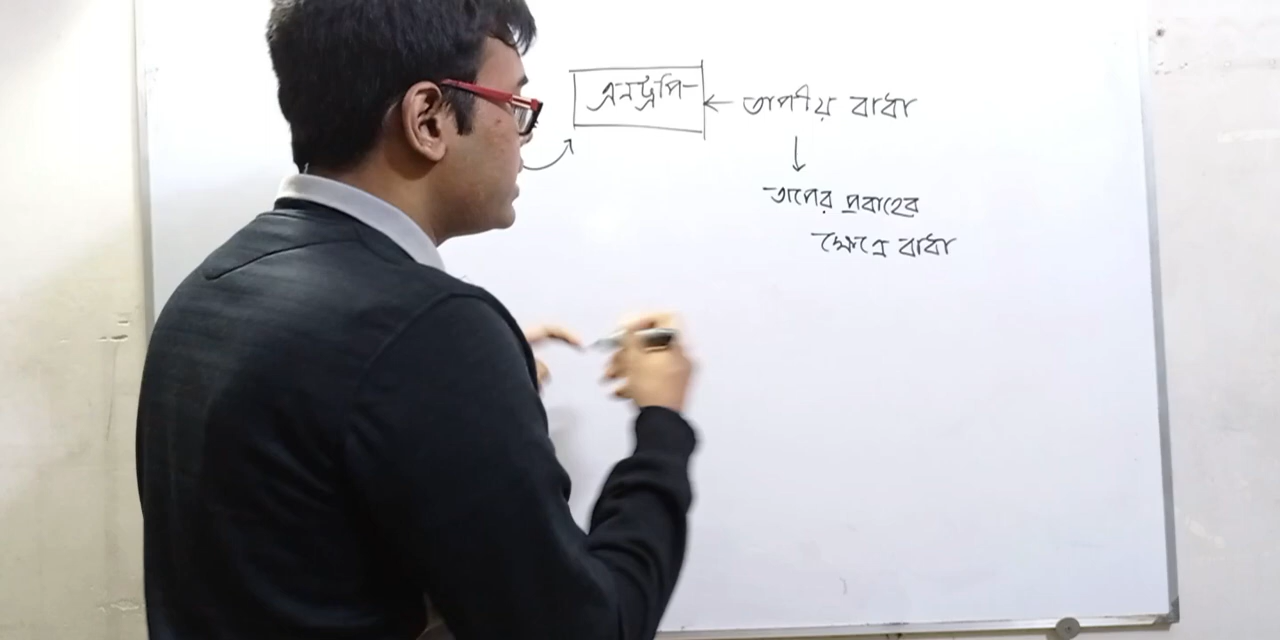 এনট্রপি
← তাপীয় বাধা
↓
তাপের প্রবাহের
ক্ষেত্রে বাধা